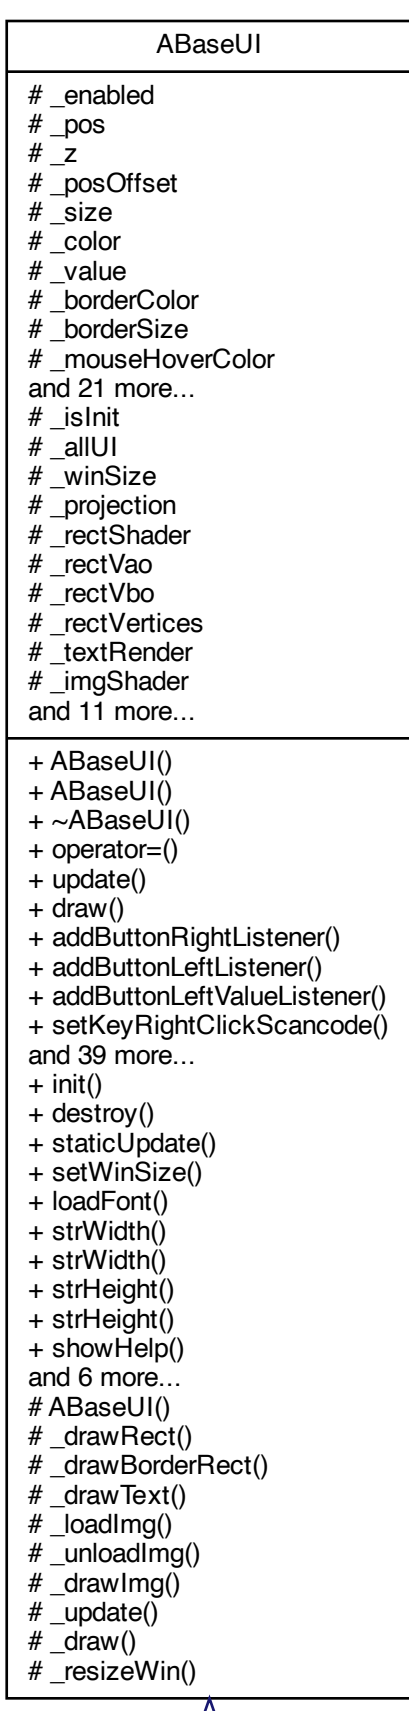 ABaseUI
# _enabled
# _pos
# _z
# _posOffset
# _size
# _color
# _value
# _borderColor
# _borderSize
# _mouseHoverColor
and 21 more...
# _isInit
# _allUI
# _winSize
# _projection
# _rectShader
# _rectVao
# _rectVbo
# _rectVertices
# _textRender
# _imgShader
and 11 more...
+ ABaseUI()
+ ABaseUI()
+ ~ABaseUI()
+ operator=()
+ update()
+ draw()
+ addButtonRightListener()
+ addButtonLeftListener()
+ addButtonLeftValueListener()
+ setKeyRightClickScancode()
and 39 more...
+ init()
+ destroy()
+ staticUpdate()
+ setWinSize()
+ loadFont()
+ strWidth()
+ strWidth()
+ strHeight()
+ strHeight()
+ showHelp()
and 6 more...
# ABaseUI()
# _drawRect()
# _drawBorderRect()
# _drawText()
# _loadImg()
# _unloadImg()
# _drawImg()
# _update()
# _draw()
# _resizeWin()